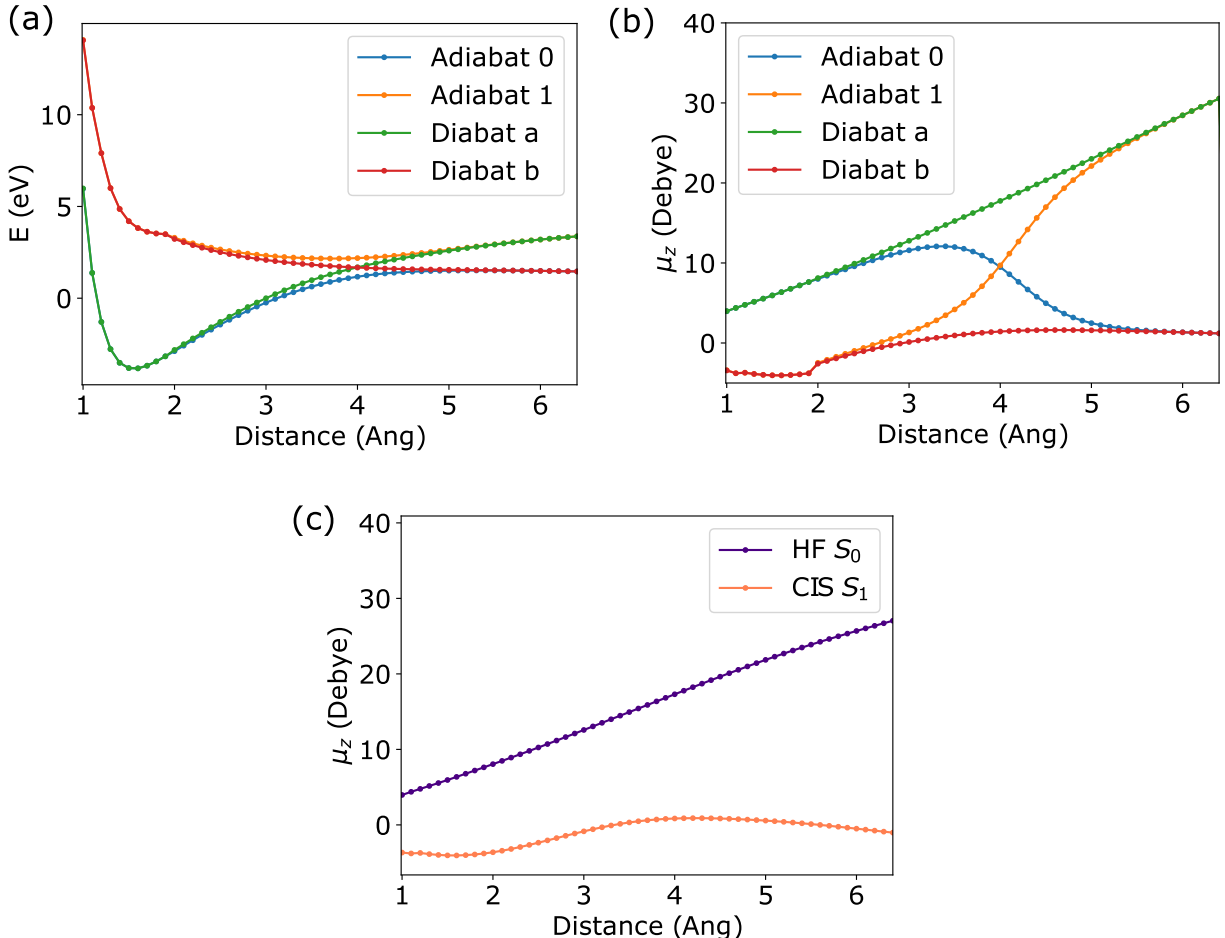 (a)
E (eV)
10
5
0
Adiabat 0
Adiabat 1
Diabat a
Diabat b
1 2 3 4 5 6
Distance (Ang)
(b)
μz (Debye)
40
30
20
10
0
Adiabat 0
Adiabat 1
Diabat a
Diabat b
1 2 3 4 5 6
Distance (Ang)
(c)
μz (Debye)
40
30
20
10
0
HF S0
CIS S1
1 2 3 4 5 6
Distance (Ang)